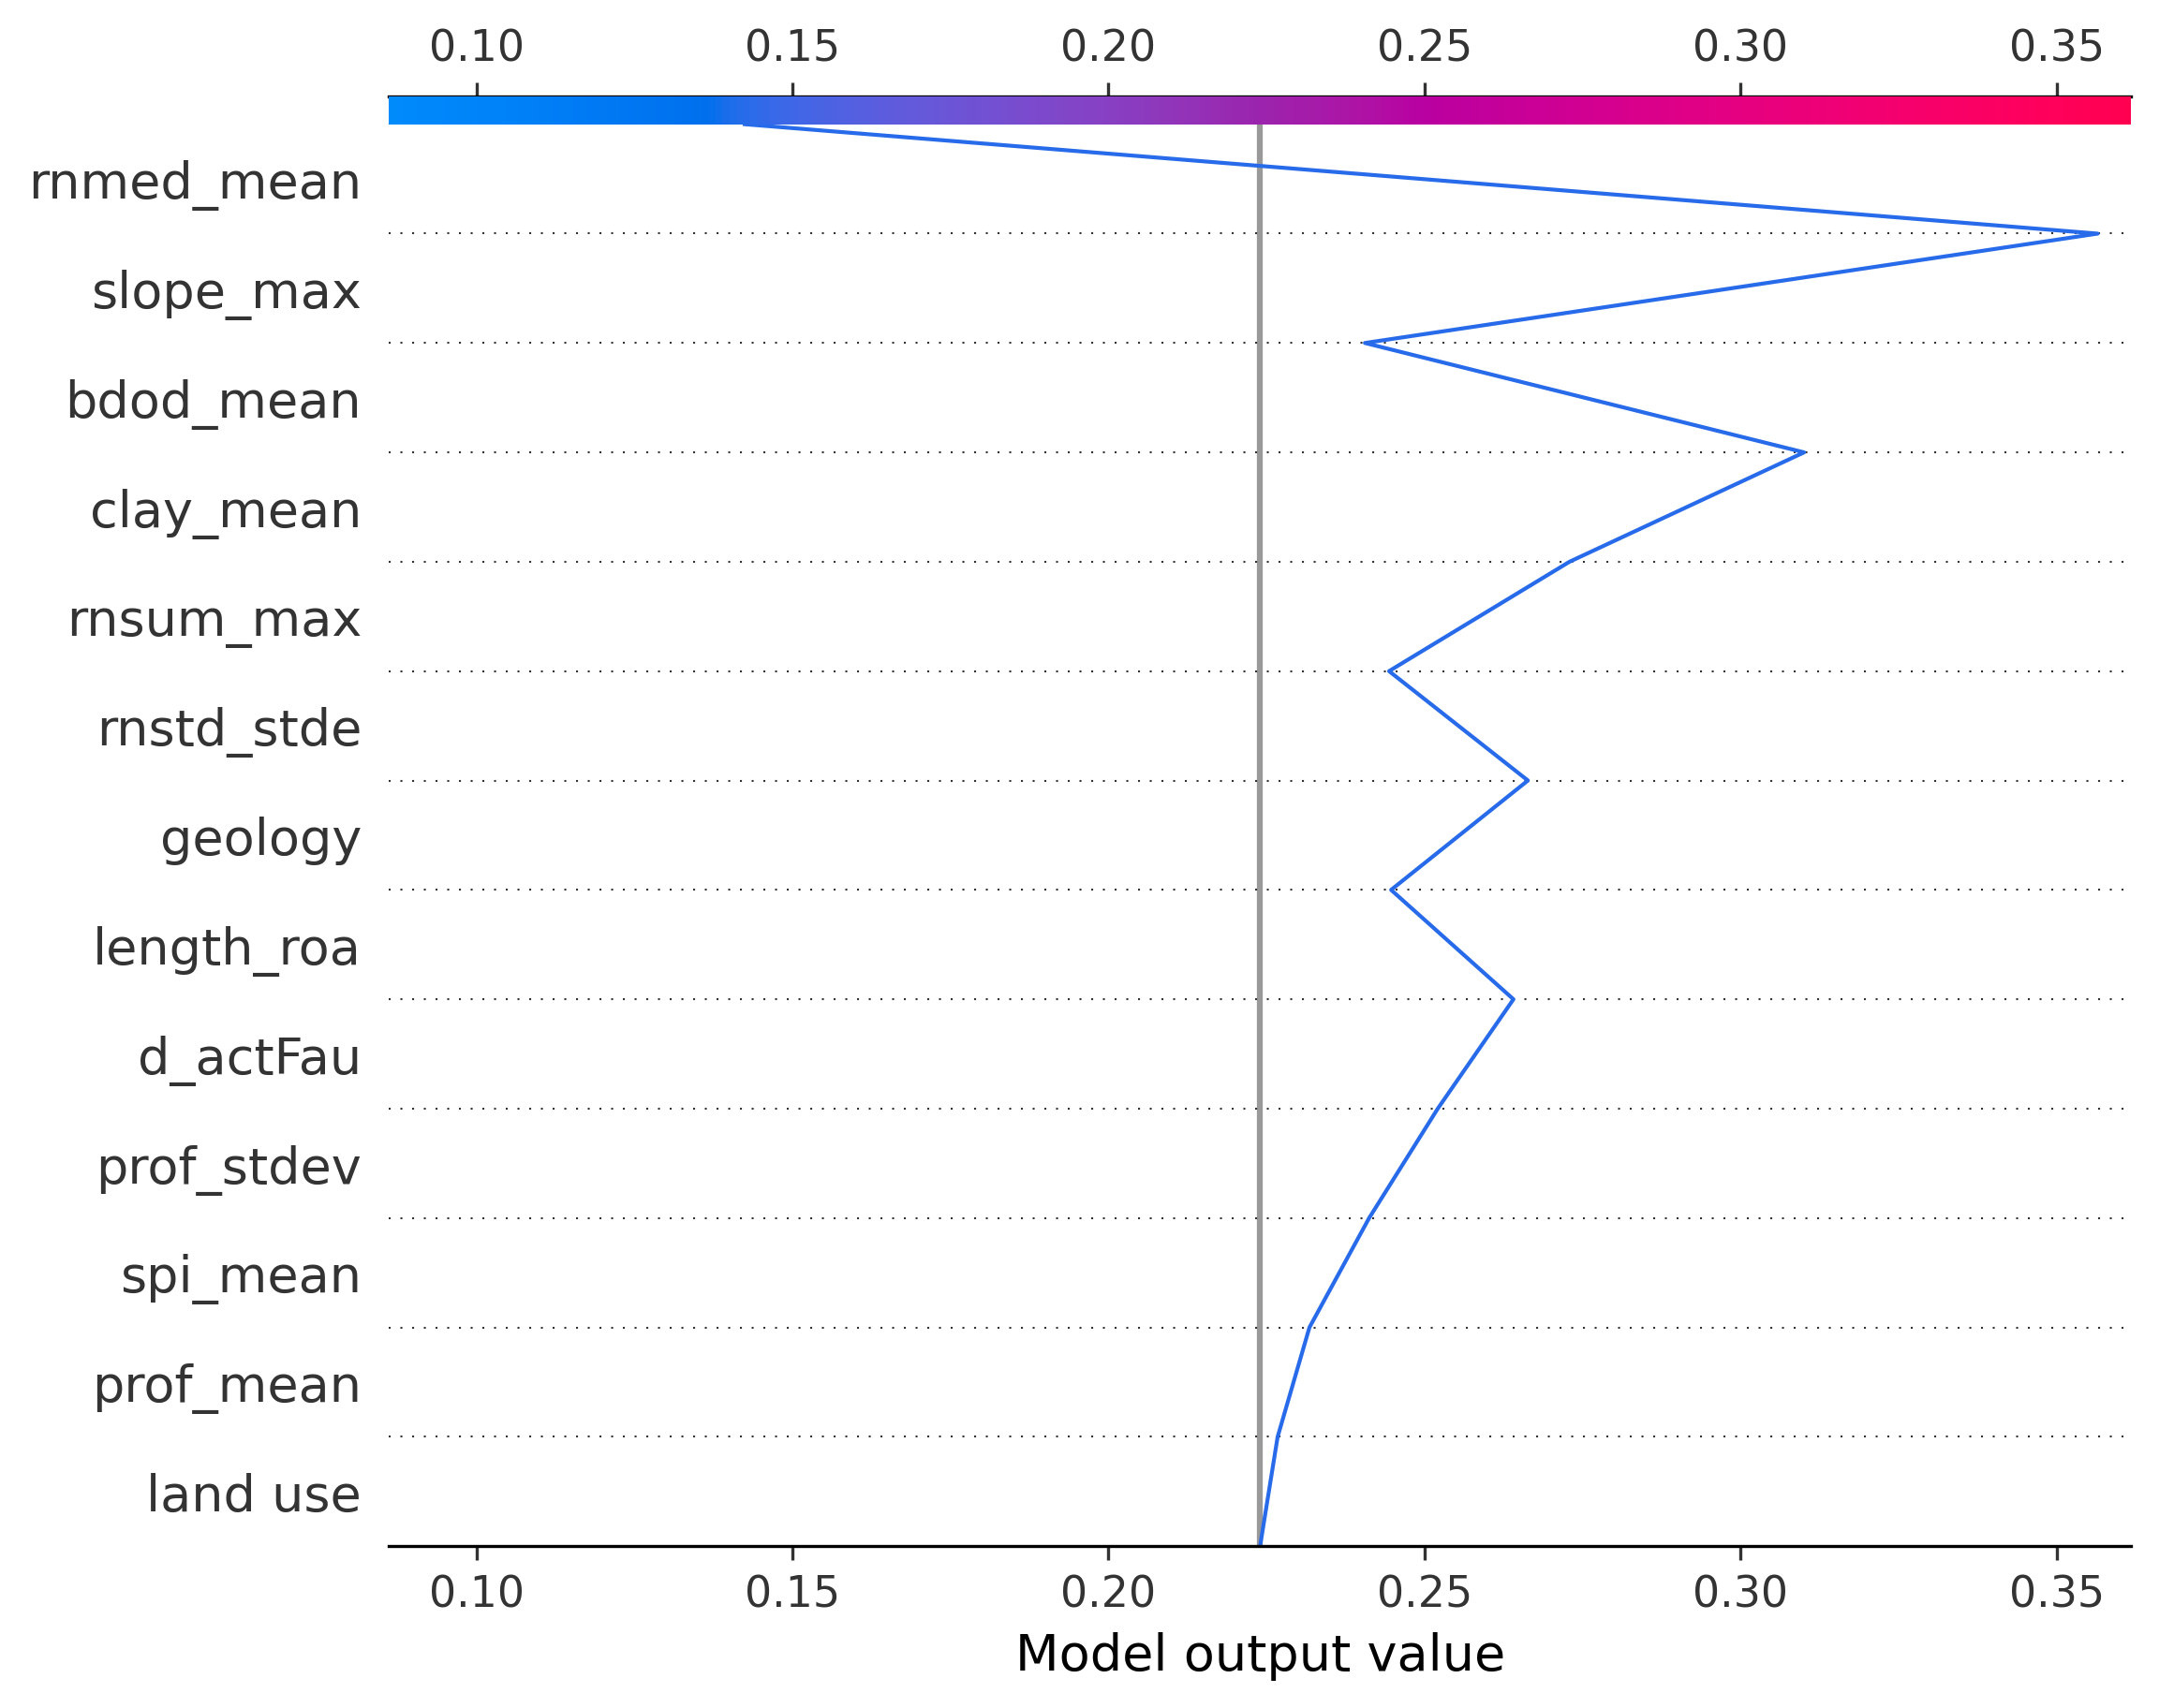 0.10 0.15 0.20 0.25 0.30 0.35
rnmed_mean
slope_max
bdod_mean
clay_mean
rnsum_max
rnstd_stde
geology
length_roa
d_actFau
prof_stdev
spi_mean
prof_mean
land use
0.10 0.15 0.20 0.25 0.30 0.35
Model output value